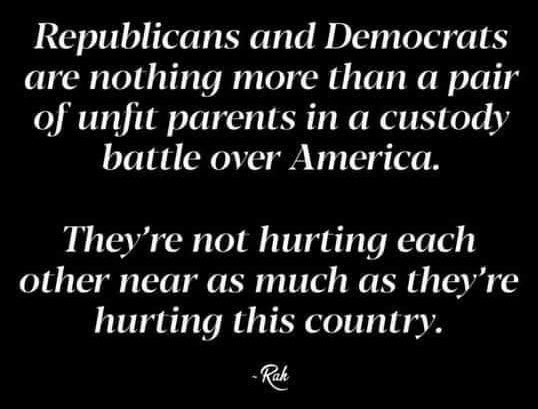 Republicans and Democrats
are nothing more than a pair
of unfit parents in a custody
battle over America.
They're not hurting each
other near as much as they're
hurting this country.
~Rah